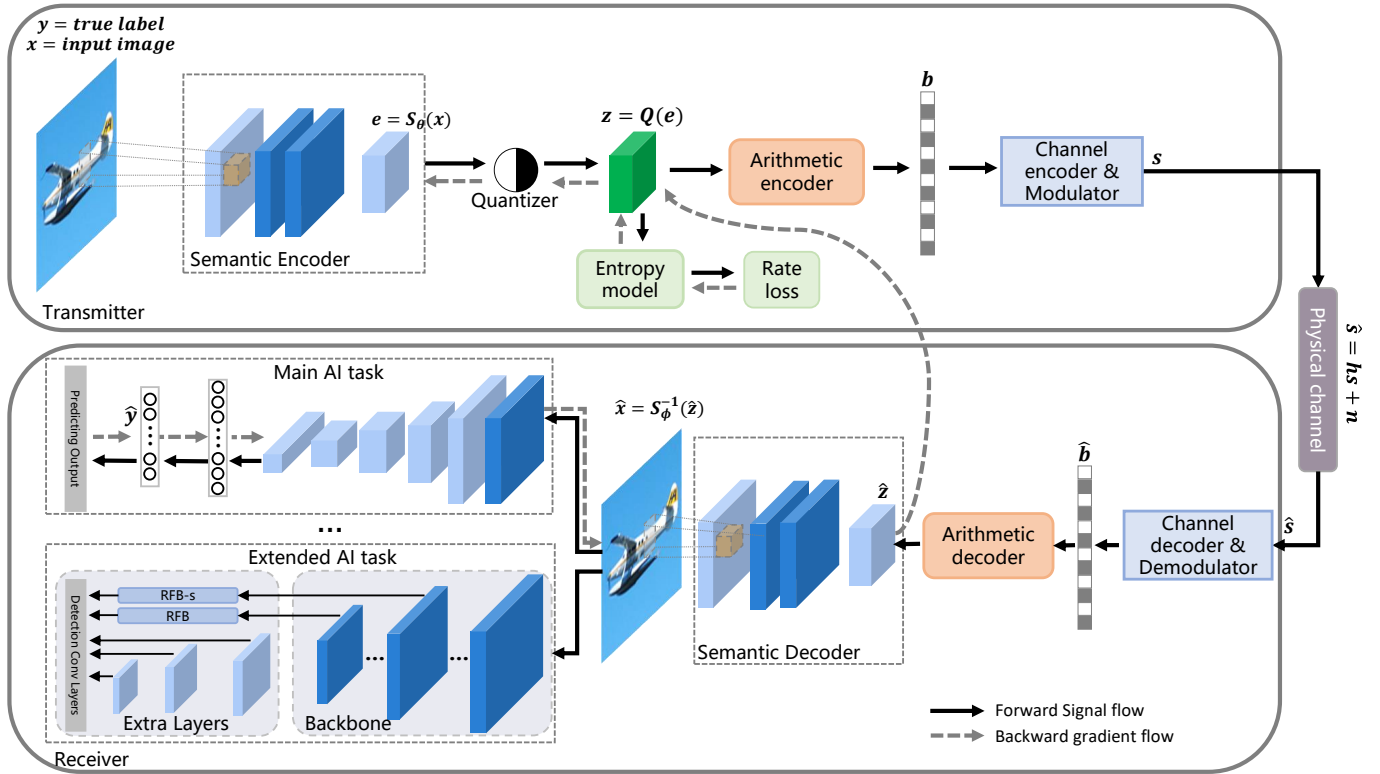 y = true label
x = input image
e = S_θ(x)
z = Q(e)
b
Quantizer
Arithmetic
encoder
Channel
encoder &
Modulator
s
Semantic Encoder
Entropy
model
Rate
loss
Transmitter
Physical channel
ŝ = hs + n
Main AI task
Predicting Output
ŷ
x̂ = S_ϕ^{-1}(ẑ)
ẑ
b̂
ŝ
Arithmetic
decoder
Channel
decoder &
Demodulator
Semantic Decoder
...
Extended AI task
Detection Conv Layers
RFB-s
RFB
...
...
Extra Layers
Backbone
Receiver
Forward Signal flow
Backward gradient flow